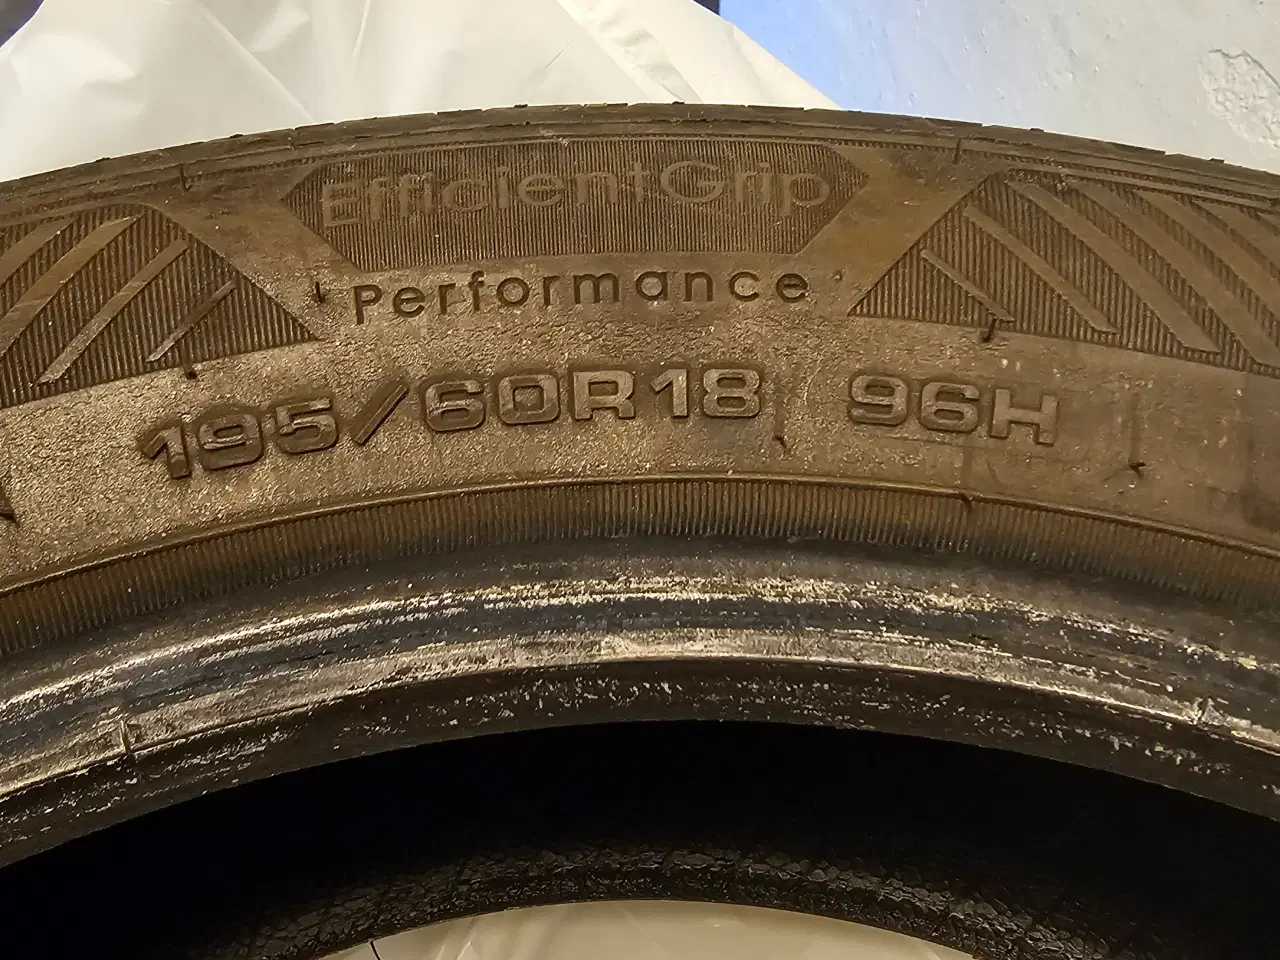 EfficientGrip
Performance
195/60R18 96H